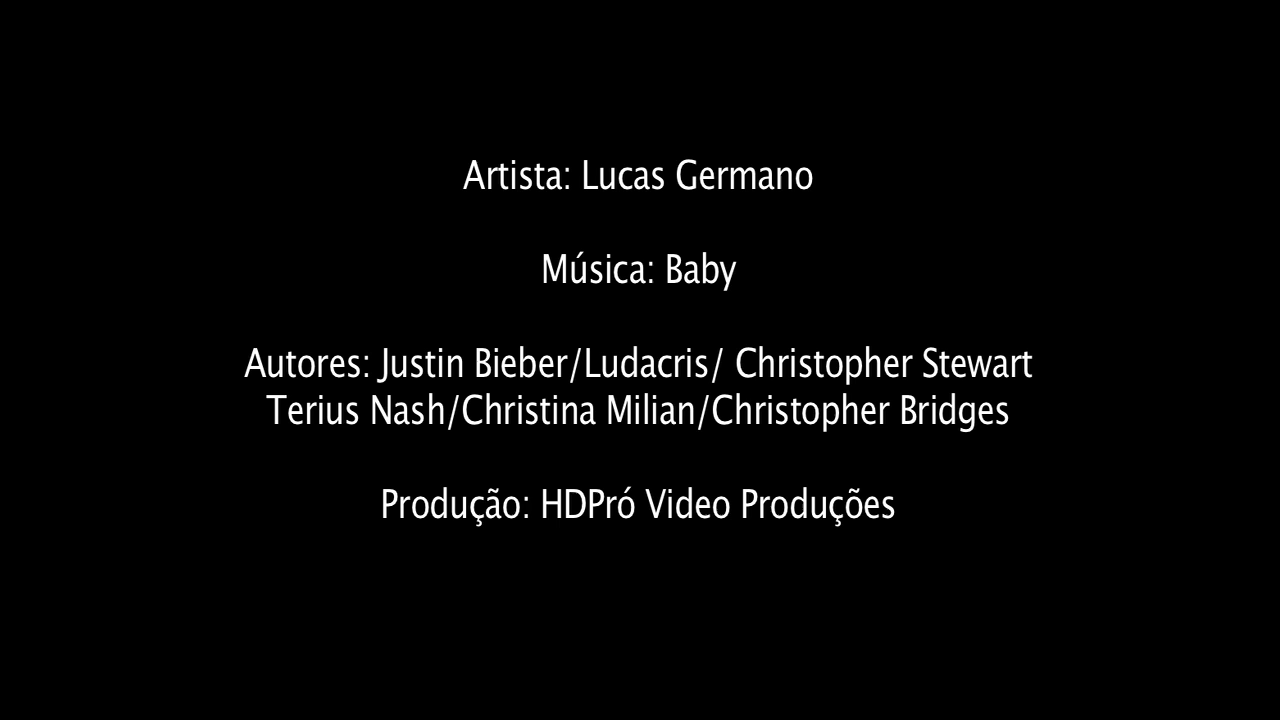 Artista: Lucas Germano
Música: Baby
Autores: Justin Bieber/Ludacris/ Christopher Stewart
Terius Nash/Christina Milian/Christopher Bridges
Produção: HDPró Video Produções